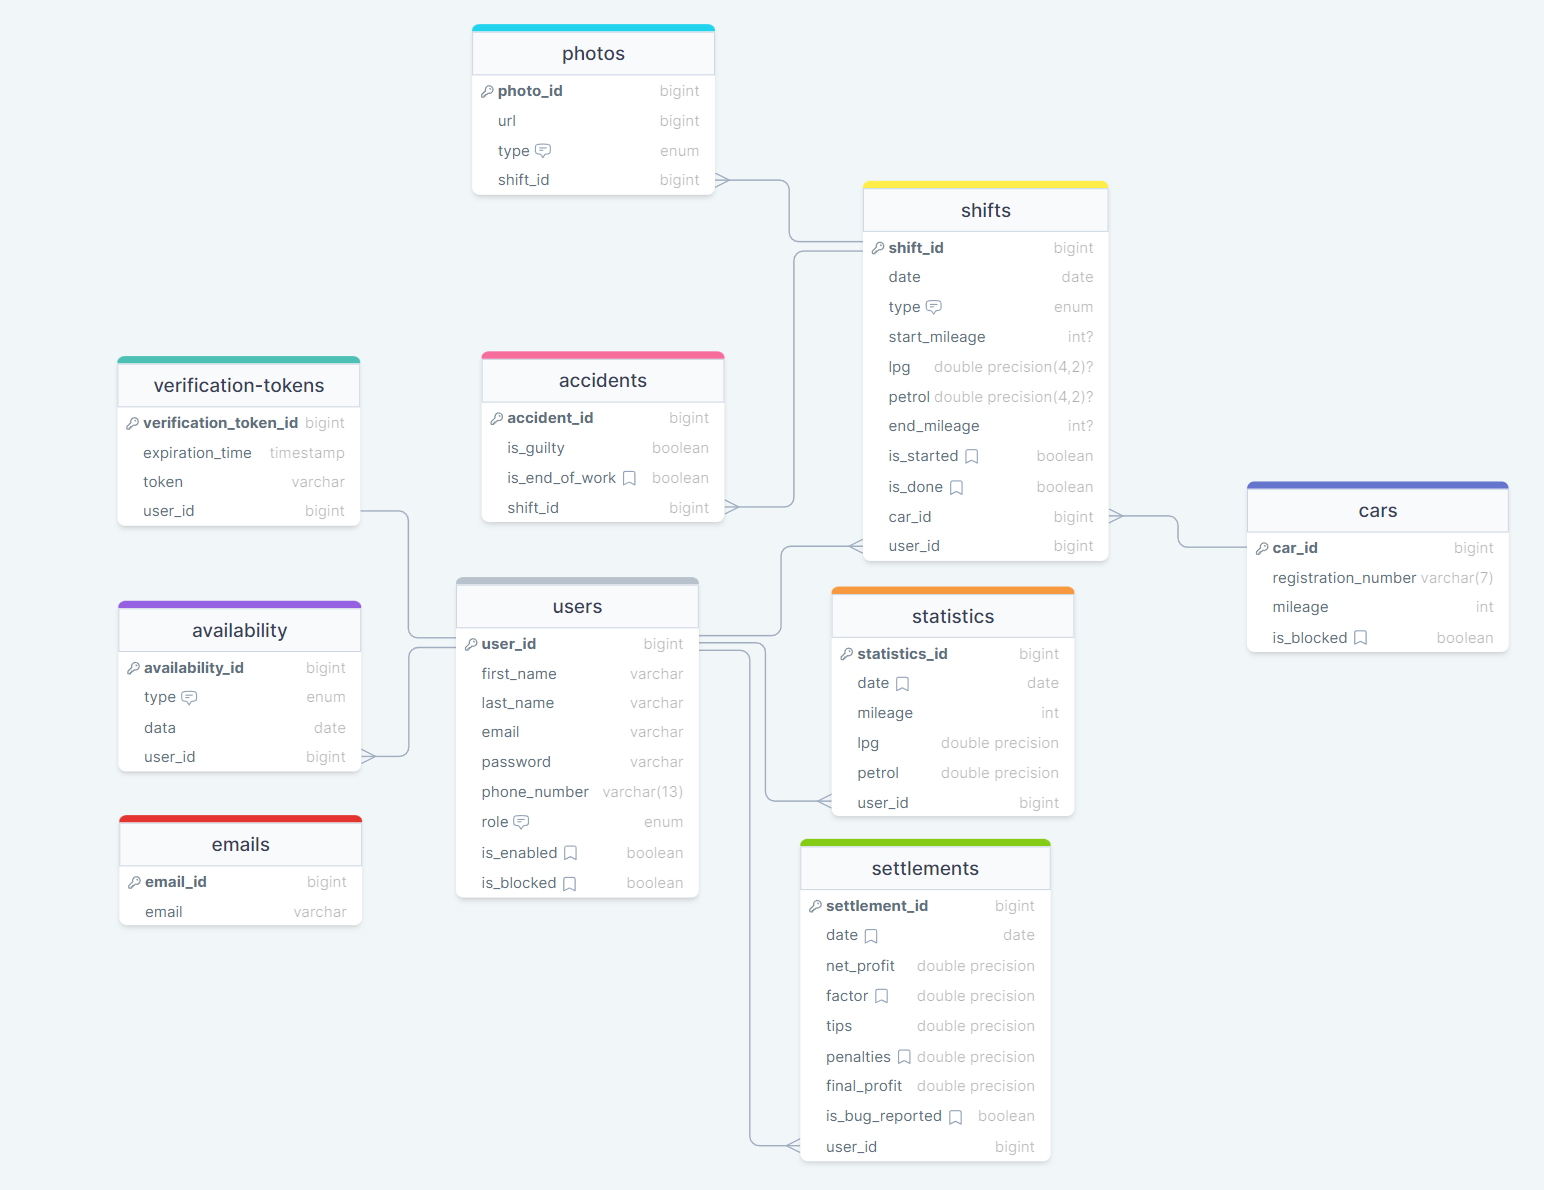 photos
photo_id bigint
url bigint
type enum
shift_id bigint
shifts
shift_id bigint
date date
type enum
start_mileage int?
lpg double precision(4,2)?
petrol double precision(4,2)?
end_mileage int?
is_started boolean
is_done boolean
car_id bigint
user_id bigint
verification-tokens
verification_token_id bigint
expiration_time timestamp
token varchar
user_id bigint
accidents
accident_id bigint
is_guilty boolean
is_end_of_work boolean
shift_id bigint
cars
car_id bigint
registration_number varchar(7)
mileage int
is_blocked boolean
availability
availability_id bigint
type enum
data date
user_id bigint
users
user_id bigint
first_name varchar
last_name varchar
email varchar
password varchar
phone_number varchar(13)
role enum
is_enabled boolean
is_blocked boolean
statistics
statistics_id bigint
date date
mileage int
lpg double precision
petrol double precision
user_id bigint
emails
email_id bigint
email varchar
settlements
settlement_id bigint
date date
net_profit double precision
factor double precision
tips double precision
penalties double precision
final_profit double precision
is_bug_reported boolean
user_id bigint